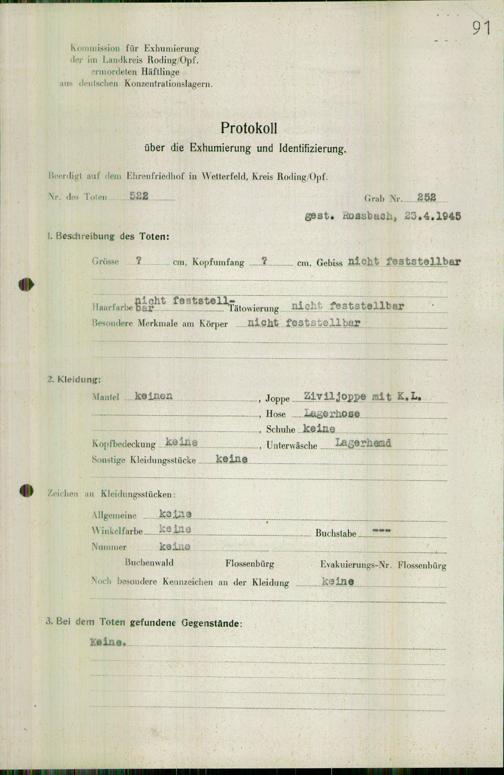 91
Kommission für Exhumierung
der im Landkreis Roding/Opf.
ermordeten Häftlinge
aus deutschen Konzentrationslagern.
Protokoll
über die Exhumierung und Identifizierung.
Beerdigt auf dem Ehrenfriedhof in Wetterfeld, Kreis Roding/Opf.
Nr. des Toten 522 Grab Nr. 252
gest. Rossbach, 23.4.1945
1. Beschreibung des Toten:
Grösse ? cm, Kopfumfang ? cm, Gebiss nicht feststellbar
Haarfarbe nicht feststell-bar Tätowierung nicht feststellbar
Besondere Merkmale am Körper nicht feststellbar
2. Kleidung:
Mantel keinen, Joppe Ziviljoppe mit K.L.
, Hose Lagerhose
, Schuhe keine
Kopfbedeckung keine, Unterwäsche Lagerhemd
Sonstige Kleidungsstücke keine
Zeichen an Kleidungsstücken:
Allgemeine keine
Winkelfarbe keine Buchstabe ---
Nummer keine
Buchenwald Flossenbürg Evakuierungs-Nr. Flossenbürg
Noch besondere Kennzeichen an der Kleidung keine
3. Bei dem Toten gefundene Gegenstände:
Keine.